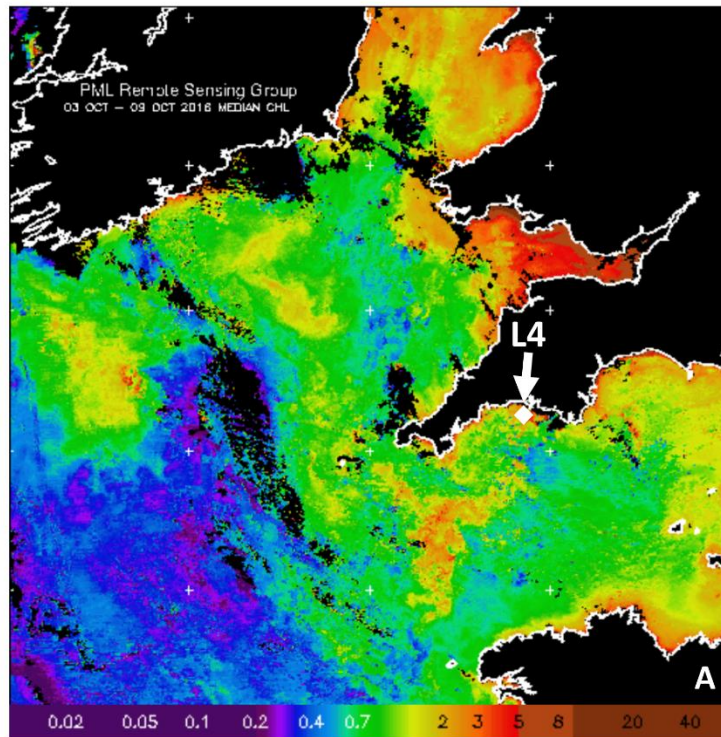 PML Remote Sensing Group
03 OCT – 09 OCT 2016 MEDIAN CHL
L4
A
0.02 0.05 0.1 0.2 0.4 0.7 2 3 5 8 20 40